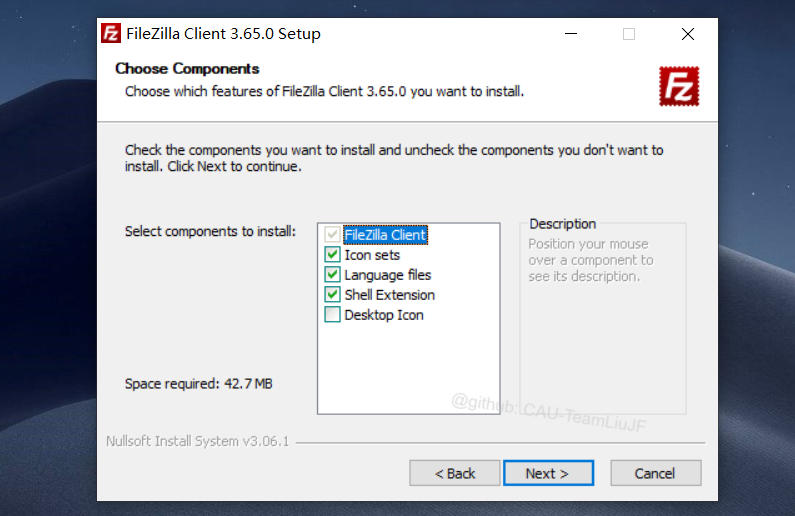 FileZilla Client 3.65.0 Setup
Choose Components
Choose which features of FileZilla Client 3.65.0 you want to install.
Fz
Check the components you want to install and uncheck the components you don't want to
install. Click Next to continue.
Select components to install:
FileZilla Client
Icon sets
Language files
Shell Extension
Desktop Icon
Description
Position your mouse
over a component to
see its description.
Space required: 42.7 MB
@github: CAU-TeamLiuJF
Nullsoft Install System v3.06.1
< Back
Next >
Cancel